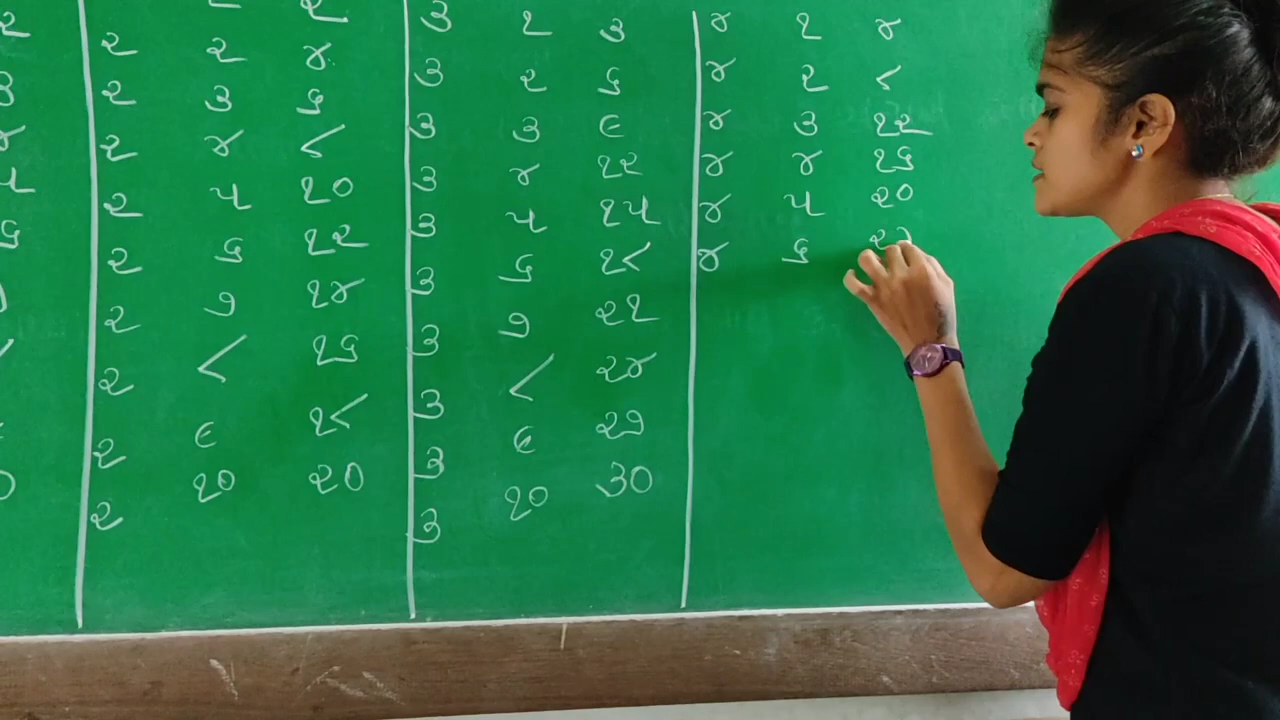 ૧ ૨
૨ ૨ ૪
૨ ૩ ૬
૨ ૪ ૮
૨ ૫ ૧૦
૨ ૬ ૧૨
૨ ૭ ૧૪
૨ ૮ ૧૬
૨ ૯ ૧૮
૨ ૧૦ ૨૦
૩ ૧ ૩
૩ ૨ ૬
૩ ૩ ૯
૩ ૪ ૧૨
૩ ૫ ૧૫
૩ ૬ ૧૮
૩ ૭ ૨૧
૩ ૮ ૨૪
૩ ૯ ૨૭
૩ ૧૦ ૩૦
૪ ૧ ૪
૪ ૨ ૮
૪ ૩ ૧૨
૪ ૪ ૧૬
૪ ૫ ૨૦
૪ ૬